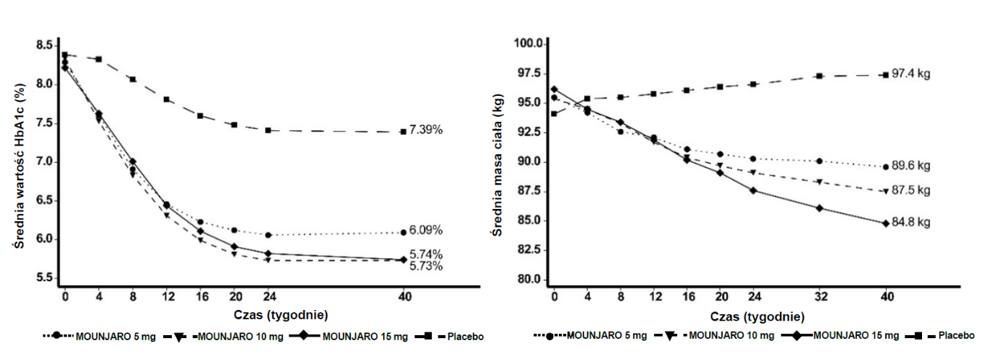 Średnia wartość HbA1c (%)
8.5
8.0
7.5
7.0
6.5
6.0
5.5
7.39%
6.09%
5.74%
5.73%
0 4 8 12 16 20 24 40
Czas (tygodnie)
MOUNJARO 5 mg MOUNJARO 10 mg MOUNJARO 15 mg Placebo
Średnia masa ciała (kg)
100.0
97.5
95.0
92.5
90.0
87.5
85.0
82.5
80.0
97.4 kg
89.6 kg
87.5 kg
84.8 kg
0 4 8 12 16 20 24 32 40
Czas (tygodnie)
MOUNJARO 5 mg MOUNJARO 10 mg MOUNJARO 15 mg Placebo